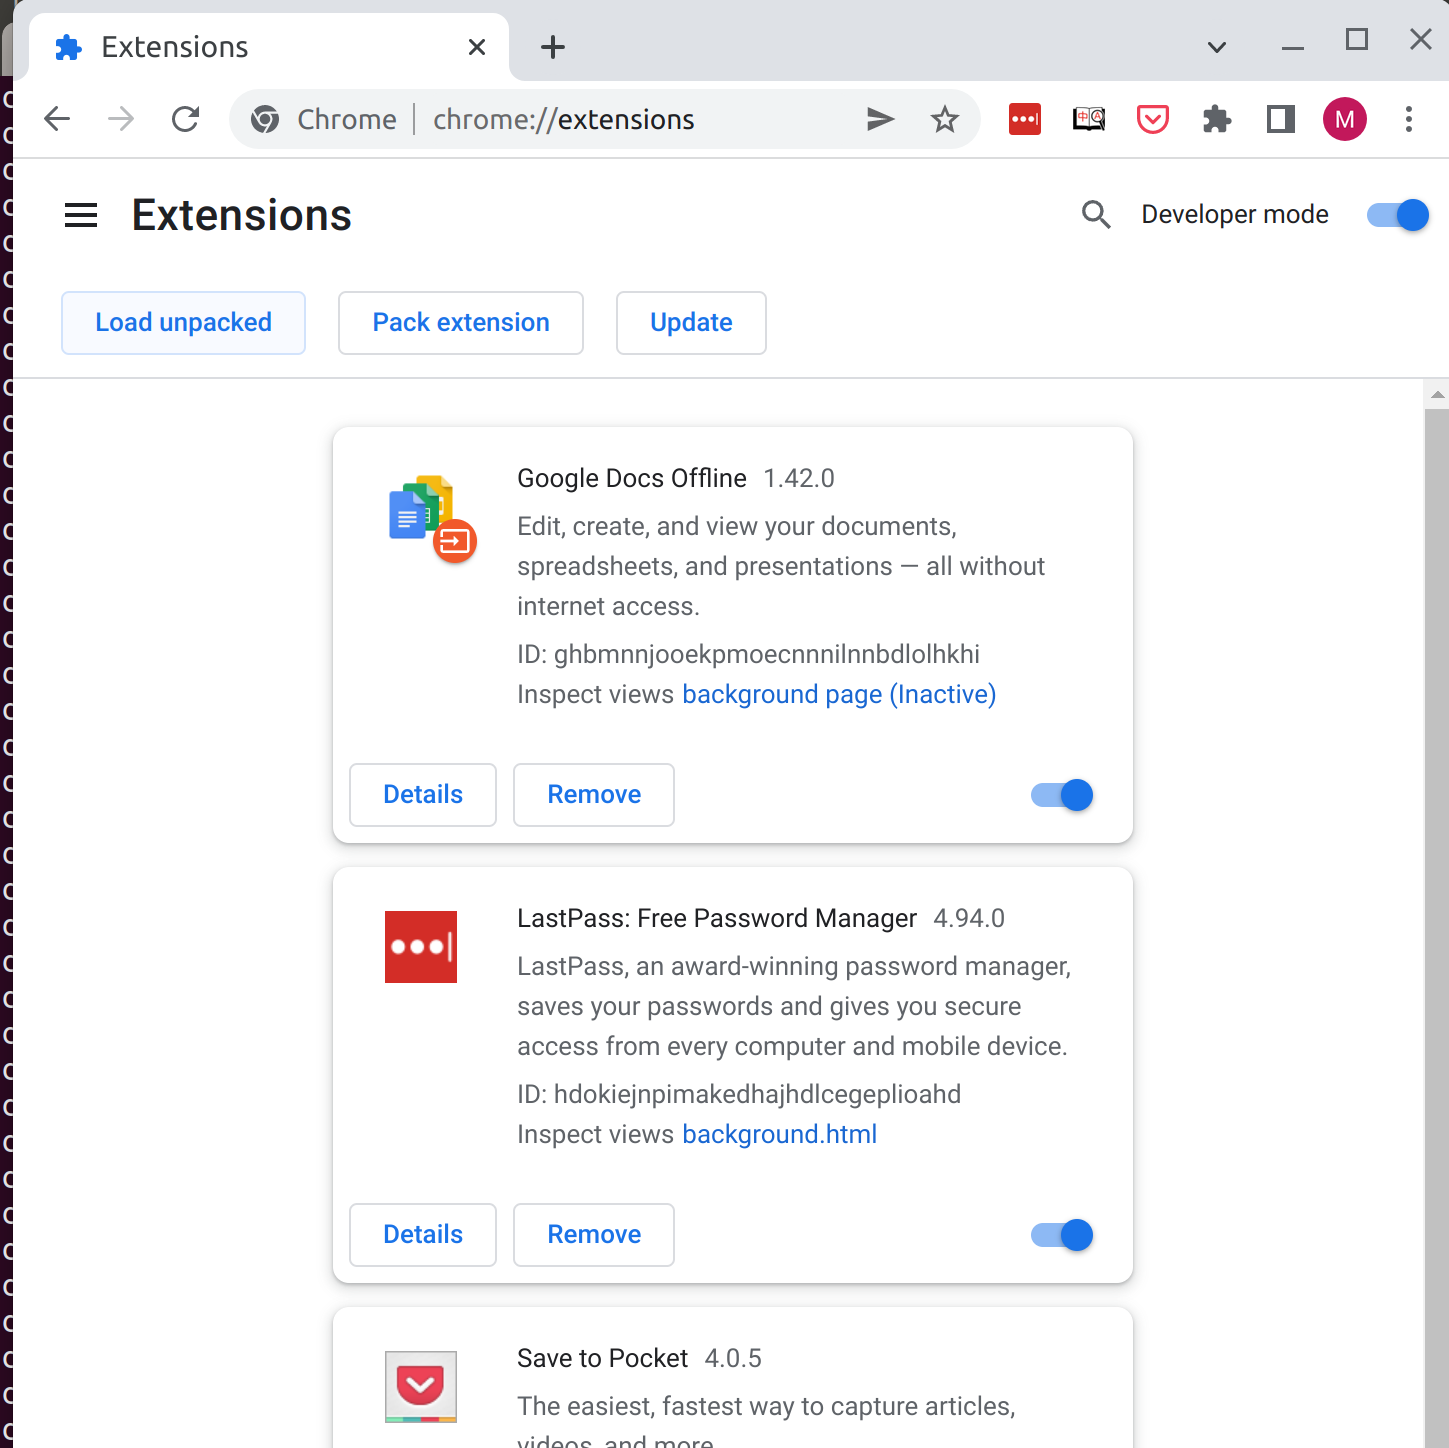 Extensions
Chrome | chrome://extensions
M
Extensions
Developer mode
Load unpacked
Pack extension
Update
Google Docs Offline 1.42.0
Edit, create, and view your documents,
spreadsheets, and presentations — all without
internet access.
ID: ghbmnnjooekpmoecnnnilnnbdlolhkhi
Inspect views background page (Inactive)
Details
Remove
LastPass: Free Password Manager 4.94.0
LastPass, an award-winning password manager,
saves your passwords and gives you secure
access from every computer and mobile device.
ID: hdokiejnpimakedhajhdlcegeplioahd
Inspect views background.html
Details
Remove
Save to Pocket 4.0.5
The easiest, fastest way to capture articles,
videos, and more